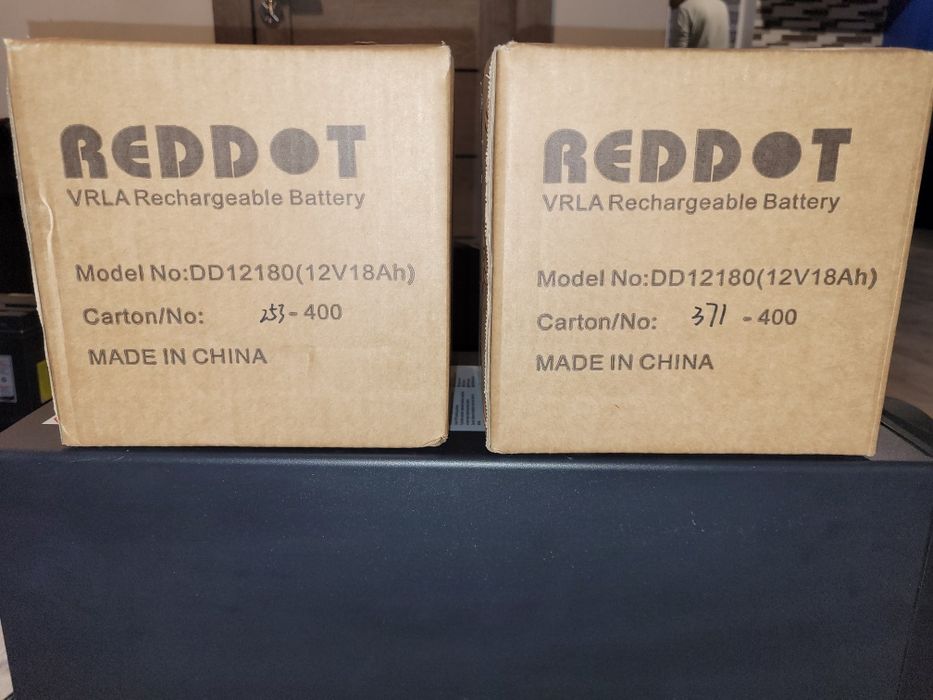 REDDOT
VRLA Rechargeable Battery
Model No:DD12180(12V18Ah)
Carton/No: 253 - 400
MADE IN CHINA
REDDOT
VRLA Rechargeable Battery
Model No:DD12180(12V18Ah)
Carton/No: 371 - 400
MADE IN CHINA